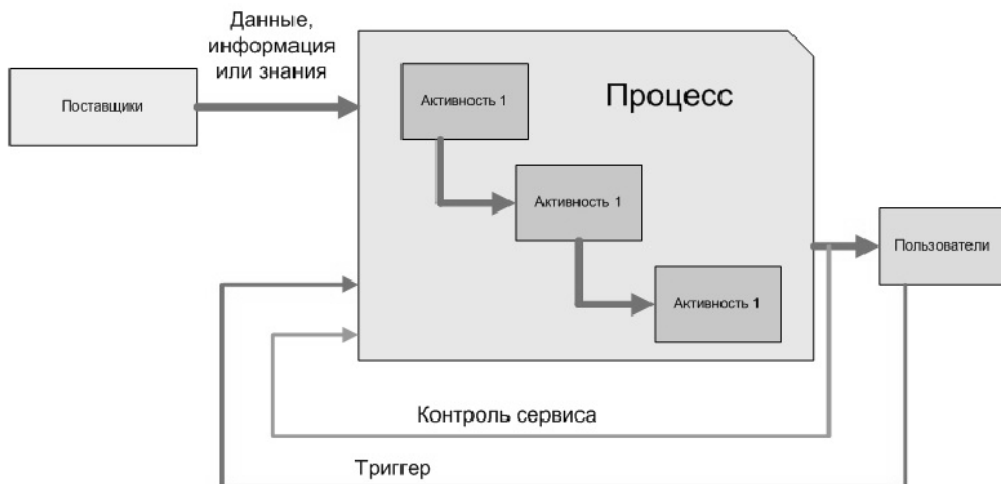 Данные,
информация
или знания
Поставщики
Процесс
Активность 1
Активность 1
Активность 1
Пользователи
Контроль сервиса
Триггер